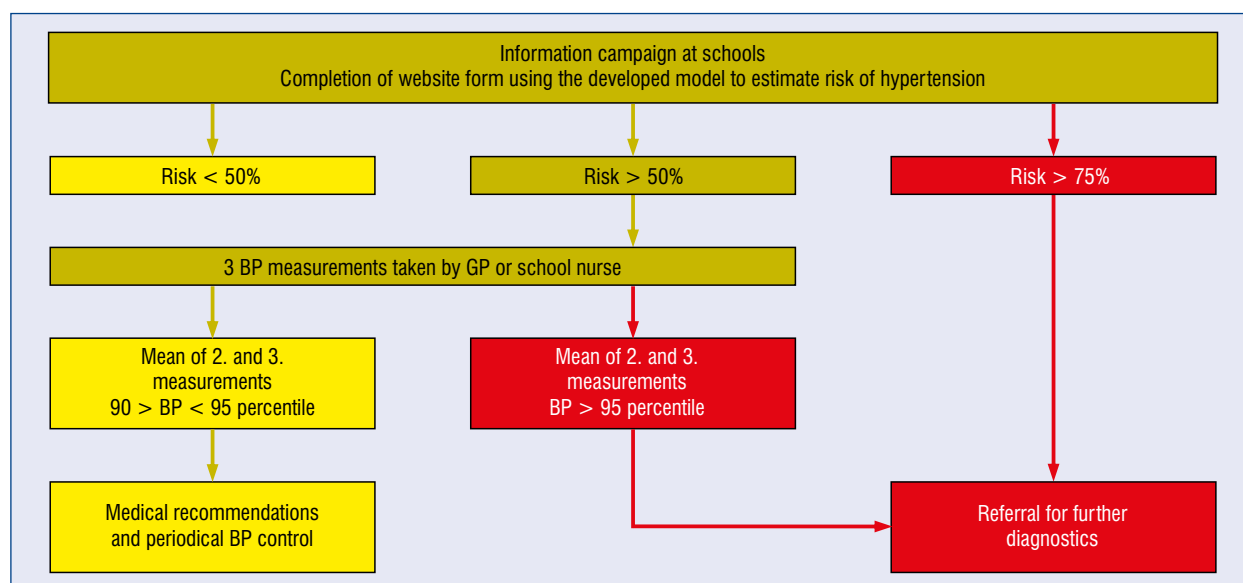 Information campaign at schools
Completion of website form using the developed model to estimate risk of hypertension
Risk < 50%
Risk > 50%
Risk > 75%
3 BP measurements taken by GP or school nurse
Mean of 2. and 3.
measurements
90 > BP < 95 percentile
Mean of 2. and 3.
measurements
BP > 95 percentile
Medical recommendations
and periodical BP control
Referral for further
diagnostics